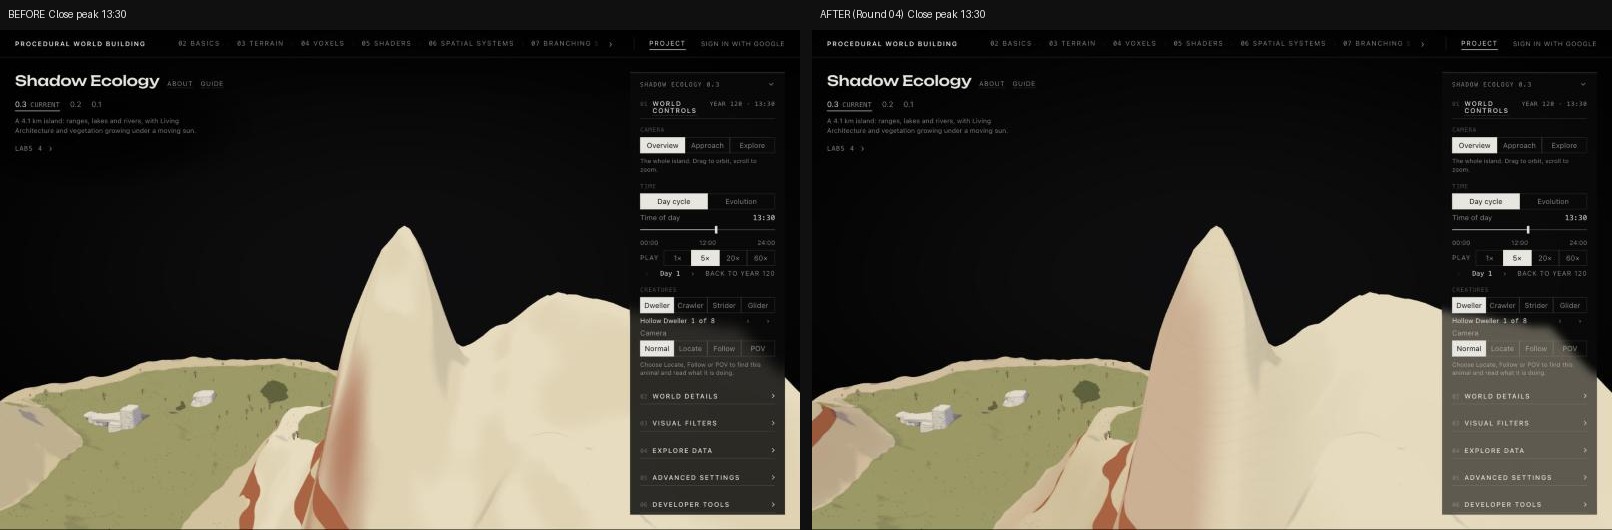 BEFORE Close peak 13:30
PROCEDURAL WORLD BUILDING 02 BASICS 03 TERRAIN 04 VOXELS 05 SHADERS 06 SPATIAL SYSTEMS 07 BRANCHING › PROJECT SIGN IN WITH GOOGLE
Shadow Ecology ABOUT GUIDE
0.3 CURRENT 0.2 0.1
A 4.1 km island: ranges, lakes and rivers, with Living
Architecture and vegetation growing under a moving sun.
LABS 4 ›
SHADOW ECOLOGY 0.3
01 WORLD CONTROLS YEAR 120 · 13:30
CAMERA
Overview Approach Explore
The whole island. Drag to orbit, scroll to
zoom.
TIME
Day cycle Evolution
Time of day 13:30
00:00 12:00 24:00
PLAY 1× 5× 20× 60×
‹ Day 1 › BACK TO YEAR 120
CREATURES
Dweller Crawler Strider Glider
Hollow Dweller 1 of 8 ‹ ›
Camera
Normal Locate Follow POV
Choose Locate, Follow or POV to find this
animal and read what it is doing.
02 WORLD DETAILS ›
03 VISUAL FILTERS ›
04 EXPLORE DATA ›
05 ADVANCED SETTINGS ›
06 DEVELOPER TOOLS ›
AFTER (Round 04) Close peak 13:30
PROCEDURAL WORLD BUILDING 02 BASICS 03 TERRAIN 04 VOXELS 05 SHADERS 06 SPATIAL SYSTEMS 07 BRANCHING › PROJECT SIGN IN WITH GOOGLE
Shadow Ecology ABOUT GUIDE
0.3 CURRENT 0.2 0.1
A 4.1 km island: ranges, lakes and rivers, with Living
Architecture and vegetation growing under a moving sun.
LABS 4 ›
SHADOW ECOLOGY 0.3
01 WORLD CONTROLS YEAR 120 · 13:30
CAMERA
Overview Approach Explore
The whole island. Drag to orbit, scroll to
zoom.
TIME
Day cycle Evolution
Time of day 13:30
00:00 12:00 24:00
PLAY 1× 5× 20× 60×
‹ Day 1 › BACK TO YEAR 120
CREATURES
Dweller Crawler Strider Glider
Hollow Dweller 1 of 8 ‹ ›
Camera
Normal Locate Follow POV
Choose Locate, Follow or POV to find this
animal and read what it is doing.
02 WORLD DETAILS ›
03 VISUAL FILTERS ›
04 EXPLORE DATA ›
05 ADVANCED SETTINGS ›
06 DEVELOPER TOOLS ›